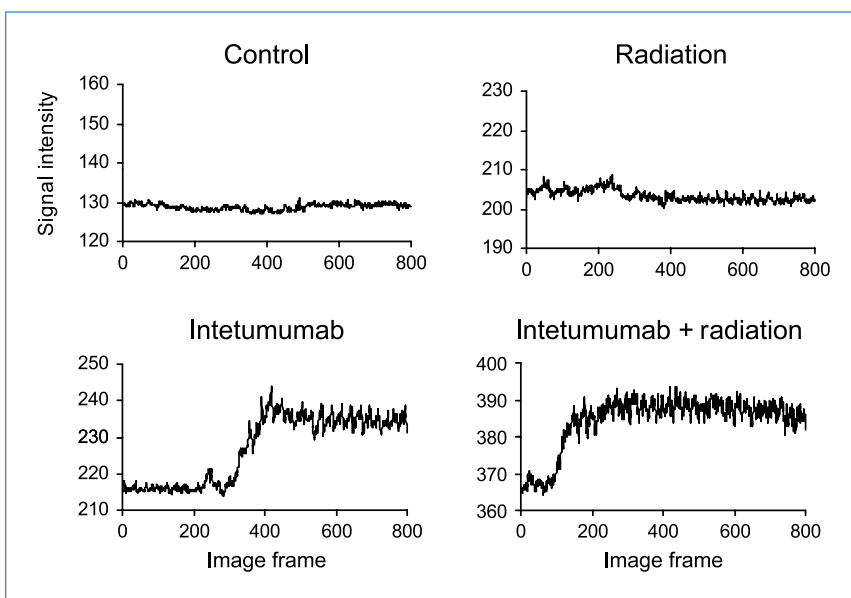 Control
160
150
140
130
120
0 200 400 600 800
Signal intensity
Radiation
230
220
210
200
190
0 200 400 600 800
Intetumumab
250
240
230
220
210
0 200 400 600 800
Image frame
Intetumumab + radiation
400
390
380
370
360
0 200 400 600 800
Image frame